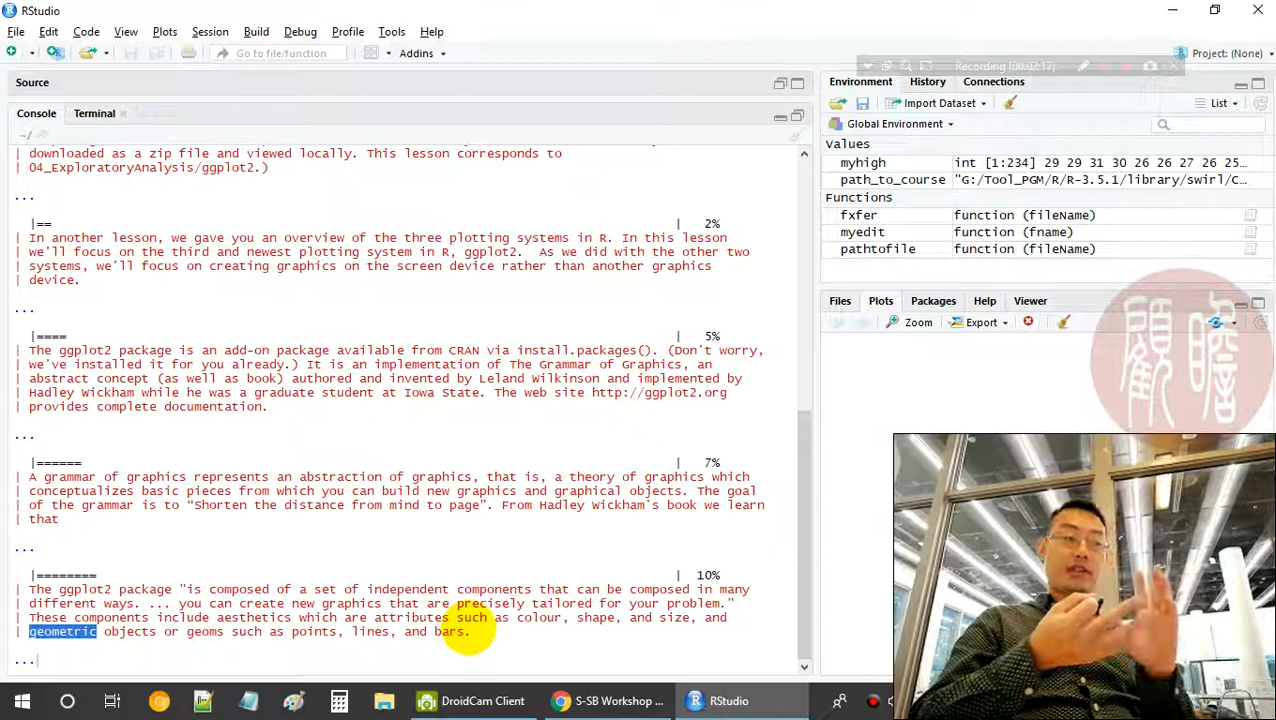 RStudio
File Edit Code View Plots Session Build Debug Profile Tools Help
Go to file/function Addins Project: (None)
Recording [00:02:17]
Source
Console Terminal
~/
downloaded as a zip file and viewed locally. This lesson corresponds to
| 04_ExploratoryAnalysis/ggplot2.)
...
|== | 2%
| In another lesson, we gave you an overview of the three plotting systems in R. In this lesson
| we'll focus on the third and newest plotting system in R, ggplot2. As we did with the other two
| systems, we'll focus on creating graphics on the screen device rather than another graphics
| device.
...
|==== | 5%
| The ggplot2 package is an add-on package available from CRAN via install.packages(). (Don't worry,
| we've installed it for you already.) It is an implementation of The Grammar of Graphics, an
| abstract concept (as well as book) authored and invented by Leland Wilkinson and implemented by
| Hadley Wickham while he was a graduate student at Iowa State. The web site http://ggplot2.org
| provides complete documentation.
...
|====== | 7%
| A grammar of graphics represents an abstraction of graphics, that is, a theory of graphics which
| conceptualizes basic pieces from which you can build new graphics and graphical objects. The goal
| of the grammar is to “Shorten the distance from mind to page”. From Hadley Wickham's book we learn
| that
...
|======== | 10%
| The ggplot2 package "is composed of a set of independent components that can be composed in many
| different ways. ... you can create new graphics that are precisely tailored for your problem."
| These components include aesthetics which are attributes such as colour, shape, and size, and
| geometric objects or geoms such as points, lines, and bars.
...
Environment History Connections
Import Dataset List
Global Environment
Values
myhigh int [1:234] 29 29 31 30 26 26 27 26 25...
path_to_course "G:/Tool_PGM/R/R-3.5.1/library/swirl/C...
Functions
fxfer function (fileName)
myedit function (fname)
pathtofile function (fileName)
Files Plots Packages Help Viewer
Zoom Export
顧瞻
DroidCam Client S-SB Workshop ... RStudio